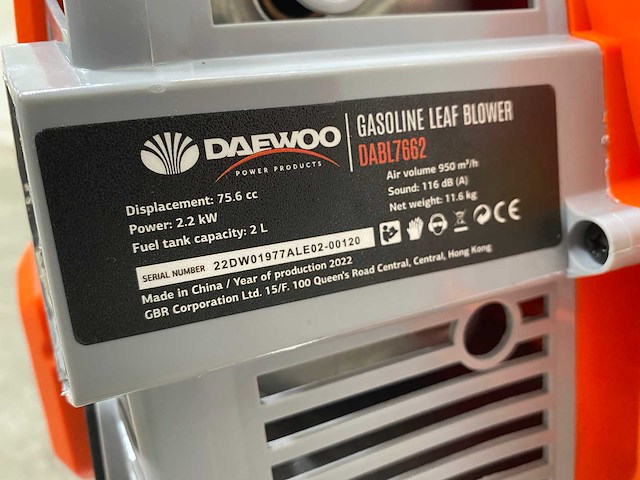 DAEWOO
POWER PRODUCTS
GASOLINE LEAF BLOWER
DABL7662
Displacement: 75.6 cc
Power: 2.2 kW
Fuel tank capacity: 2 L
Air volume 950 m³/h
Sound: 116 dB (A)
Net weight: 11.6 kg
SERIAL NUMBER 22DW01977ALE02-00120
CE
Made in China / Year of production 2022
GBR Corporation Ltd. 15/F. 100 Queen's Road Central, Central, Hong Kong